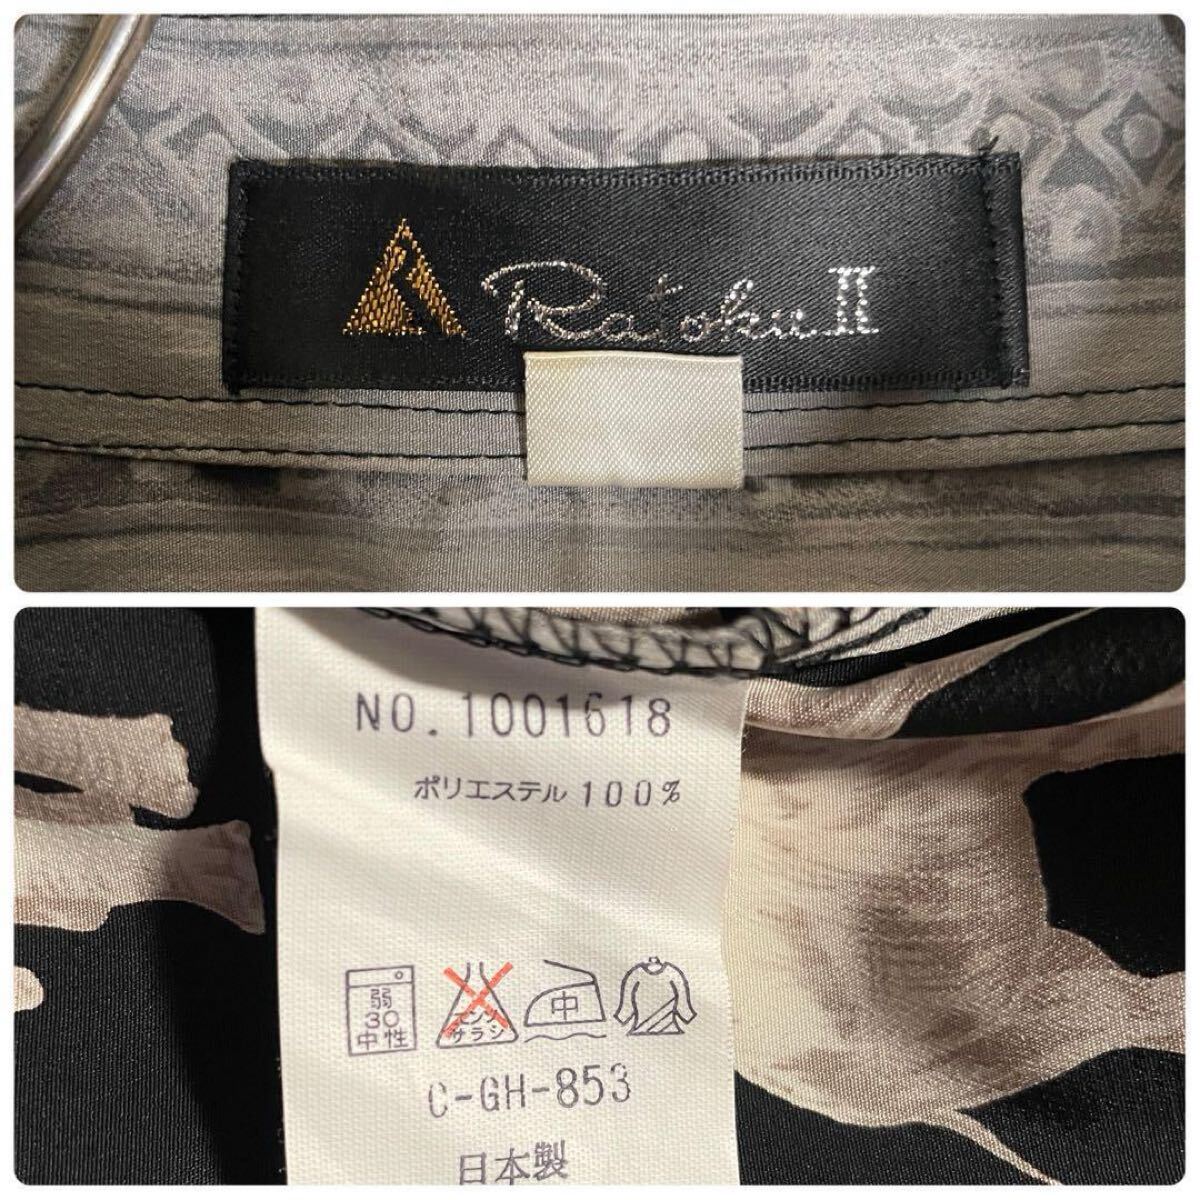 Ratoku II
NO.1001618
ポリエステル 100%
弱 エンソ 中
30 サラシ
中性
C-GH-853
日本製